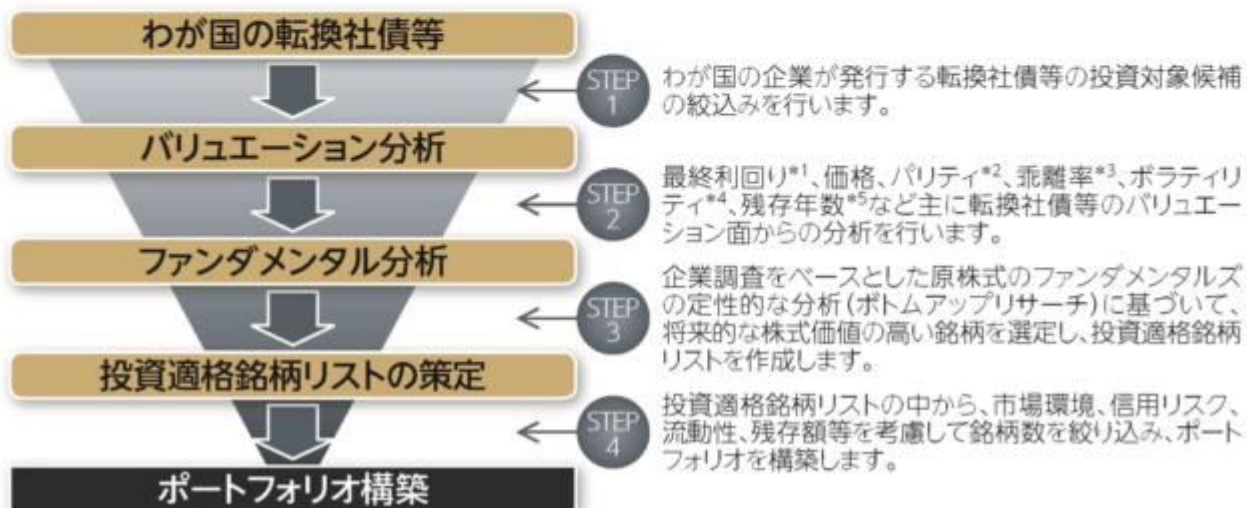 わが国の転換社債等
STEP
1
わが国の企業が発行する転換社債等の投資対象候補
の絞込みを行います。
バリュエーション分析
STEP
2
最終利回り*1、価格、パリティ*2、乖離率*3、ボラティリ
ティ*4、残存年数*5など主に転換社債等のバリュエー
ション面からの分析を行います。
ファンダメンタル分析
STEP
3
企業調査をベースとした原株式のファンダメンタルズ
の定性的な分析(ボトムアップリサーチ)に基づいて、
将来的な株式価値の高い銘柄を選定し、投資適格銘柄
リストを作成します。
投資適格銘柄リストの策定
STEP
4
投資適格銘柄リストの中から、市場環境、信用リスク、
流動性、残存額等を考慮して銘柄数を絞り込み、ポート
フォリオを構築します。
ポートフォリオ構築